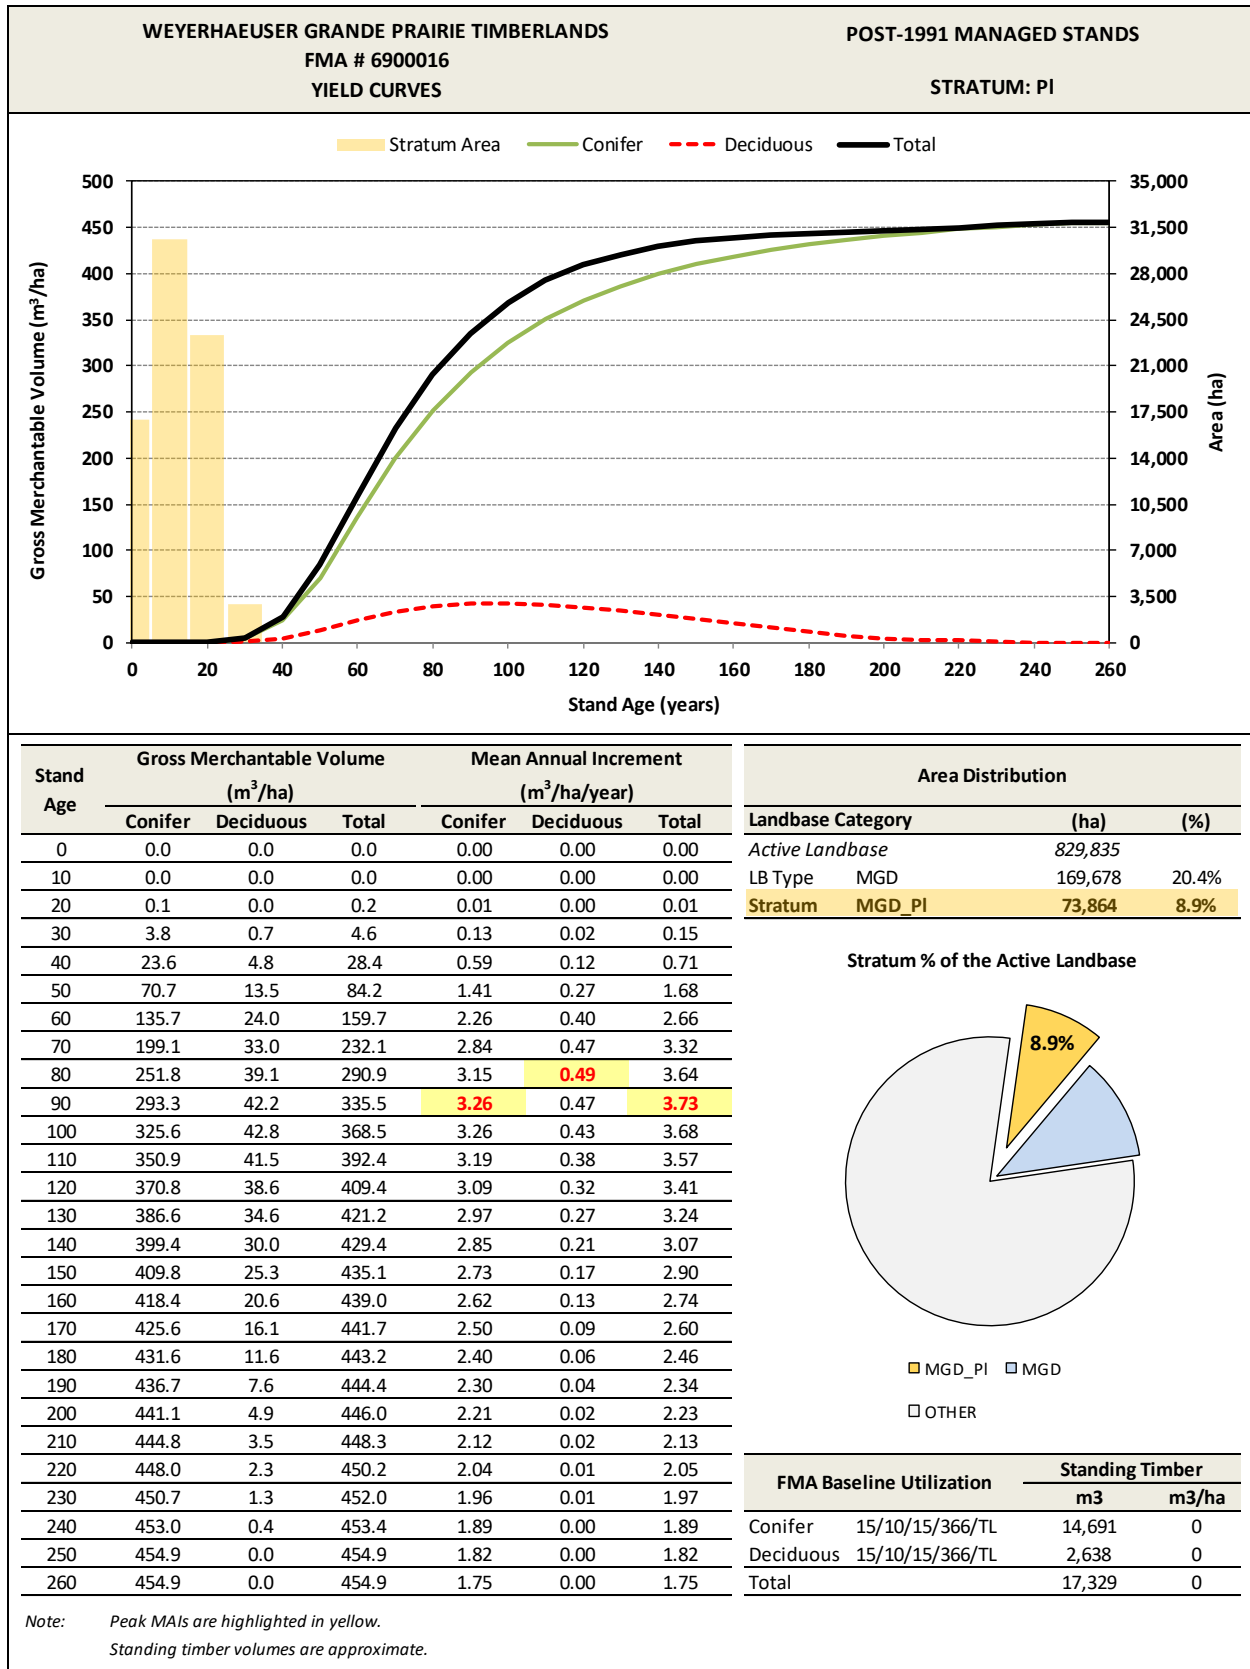 WEYERHAEUSER GRANDE PRAIRIE TIMBERLANDS
FMA # 6900016
YIELD CURVES
POST-1991 MANAGED STANDS
STRATUM: Pl
Stratum Area Conifer Deciduous Total
500
450
400
350
300
250
200
150
100
50
0
Gross Merchantable Volume (m³/ha)
35,000
31,500
28,000
24,500
21,000
17,500
14,000
10,500
7,000
3,500
0
Area (ha)
0 20 40 60 80 100 120 140 160 180 200 220 240 260
Stand Age (years)
Stand Age
Gross Merchantable Volume (m³/ha)
Mean Annual Increment (m³/ha/year)
Conifer Deciduous Total Conifer Deciduous Total
0 0.0 0.0 0.0 0.00 0.00 0.00
10 0.0 0.0 0.0 0.00 0.00 0.00
20 0.1 0.0 0.2 0.01 0.00 0.01
30 3.8 0.7 4.6 0.13 0.02 0.15
40 23.6 4.8 28.4 0.59 0.12 0.71
50 70.7 13.5 84.2 1.41 0.27 1.68
60 135.7 24.0 159.7 2.26 0.40 2.66
70 199.1 33.0 232.1 2.84 0.47 3.32
80 251.8 39.1 290.9 3.15 0.49 3.64
90 293.3 42.2 335.5 3.26 0.47 3.73
100 325.6 42.8 368.5 3.26 0.43 3.68
110 350.9 41.5 392.4 3.19 0.38 3.57
120 370.8 38.6 409.4 3.09 0.32 3.41
130 386.6 34.6 421.2 2.97 0.27 3.24
140 399.4 30.0 429.4 2.85 0.21 3.07
150 409.8 25.3 435.1 2.73 0.17 2.90
160 418.4 20.6 439.0 2.62 0.13 2.74
170 425.6 16.1 441.7 2.50 0.09 2.60
180 431.6 11.6 443.2 2.40 0.06 2.46
190 436.7 7.6 444.4 2.30 0.04 2.34
200 441.1 4.9 446.0 2.21 0.02 2.23
210 444.8 3.5 448.3 2.12 0.02 2.13
220 448.0 2.3 450.2 2.04 0.01 2.05
230 450.7 1.3 452.0 1.96 0.01 1.97
240 453.0 0.4 453.4 1.89 0.00 1.89
250 454.9 0.0 454.9 1.82 0.00 1.82
260 454.9 0.0 454.9 1.75 0.00 1.75
Area Distribution
Landbase Category (ha) (%)
Active Landbase 829,835
LB Type MGD 169,678 20.4%
Stratum MGD_Pl 73,864 8.9%
Stratum % of the Active Landbase
8.9%
MGD_Pl MGD
OTHER
FMA Baseline Utilization
Standing Timber
m3 m3/ha
Conifer 15/10/15/366/TL 14,691 0
Deciduous 15/10/15/366/TL 2,638 0
Total 17,329 0
Note: Peak MAIs are highlighted in yellow.
Standing timber volumes are approximate.